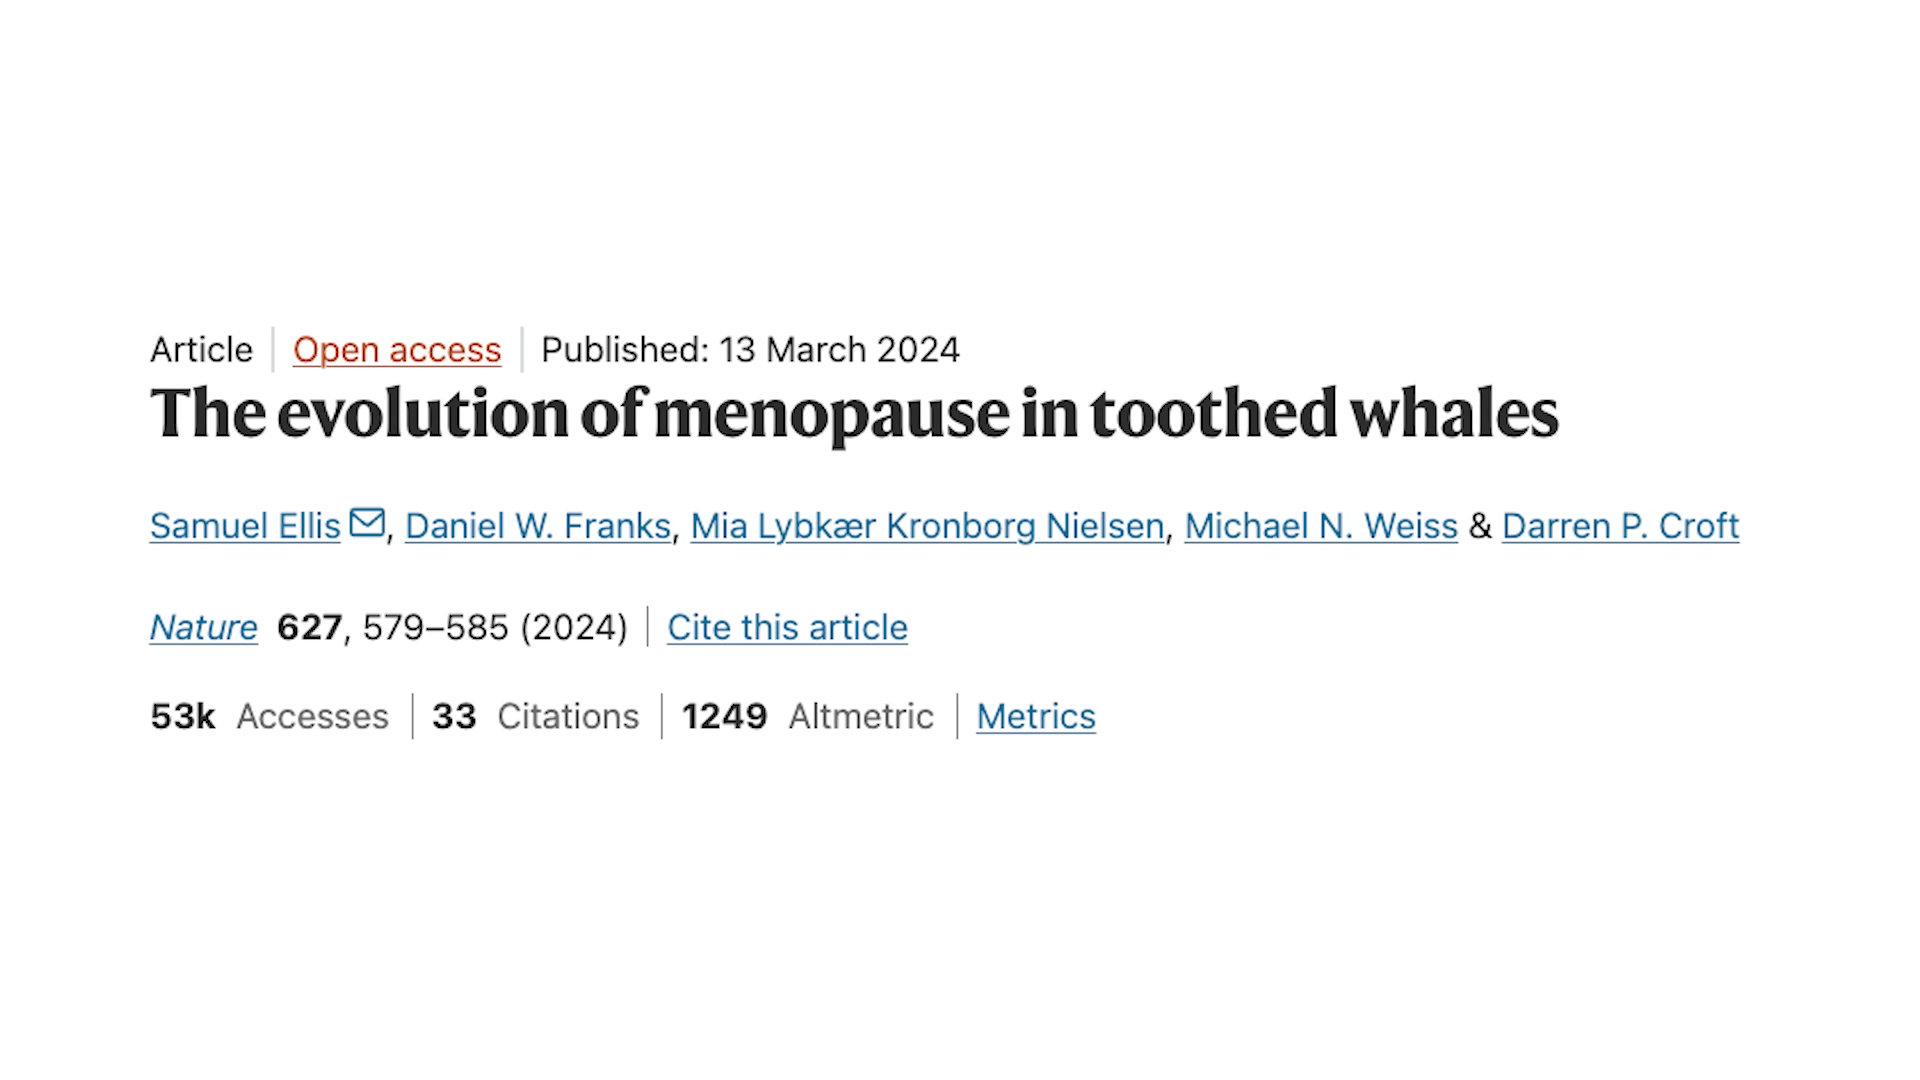 Article | Open access | Published: 13 March 2024
The evolution of menopause in toothed whales
Samuel Ellis, Daniel W. Franks, Mia Lybkær Kronborg Nielsen, Michael N. Weiss & Darren P. Croft
Nature 627, 579–585 (2024) | Cite this article
53k Accesses | 33 Citations | 1249 Altmetric | Metrics